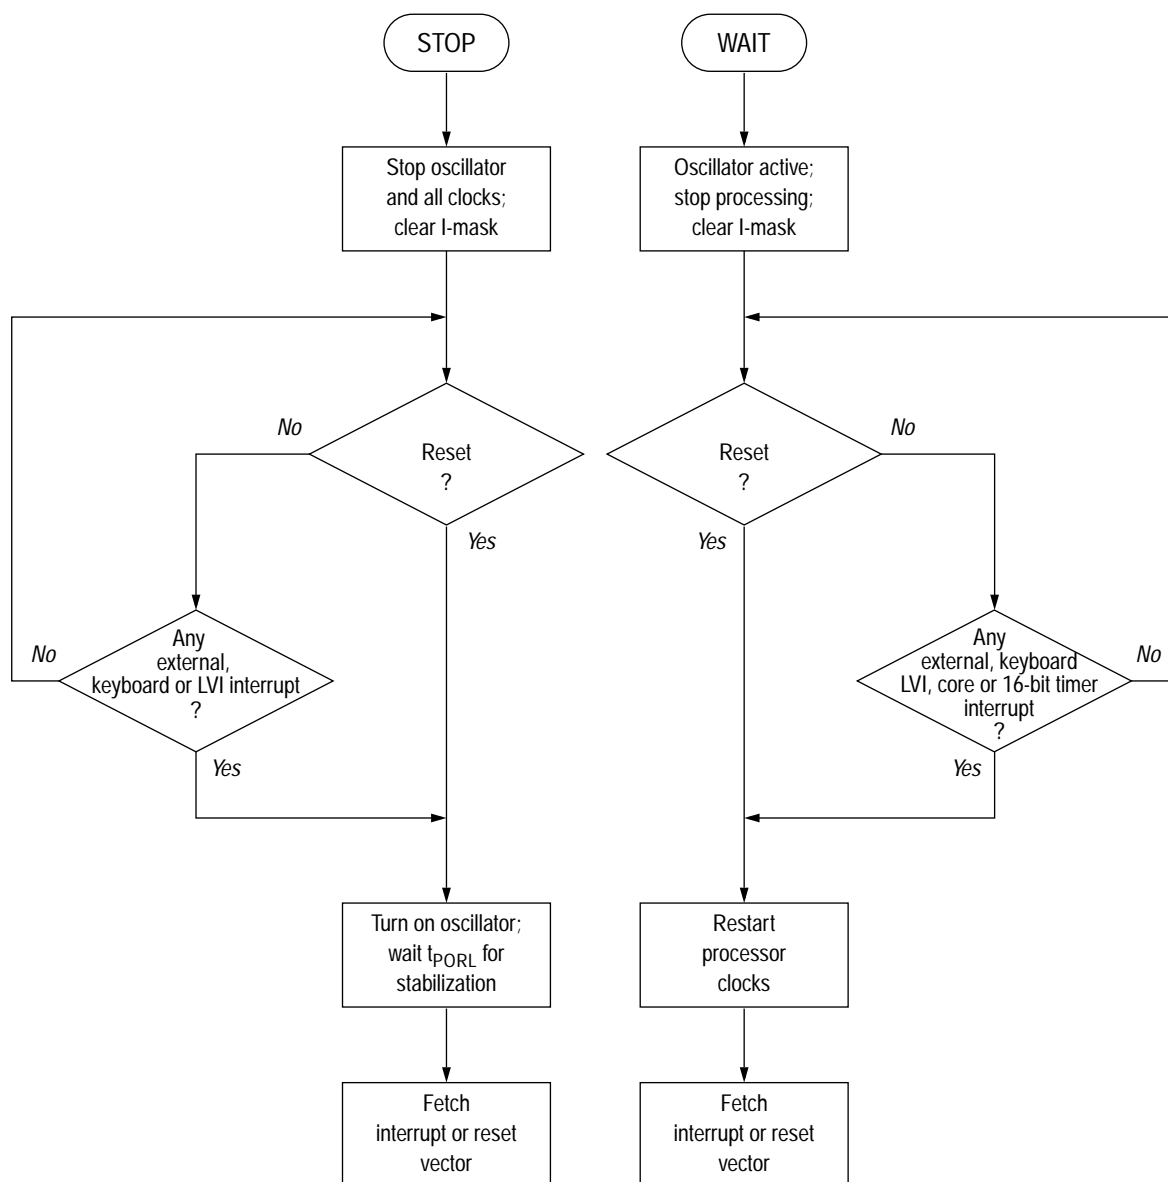 STOP
WAIT
Stop oscillator
and all clocks;
clear I-mask
Oscillator active;
stop processing;
clear I-mask
No
Reset
?
Yes
Reset
?
No
Yes
No
Any
external,
keyboard or LVI interrupt
?
Yes
Any
external, keyboard
LVI, core or 16-bit timer
interrupt
?
No
Yes
Turn on oscillator;
wait tPORL for
stabilization
Restart
processor
clocks
Fetch
interrupt or reset
vector
Fetch
interrupt or reset
vector